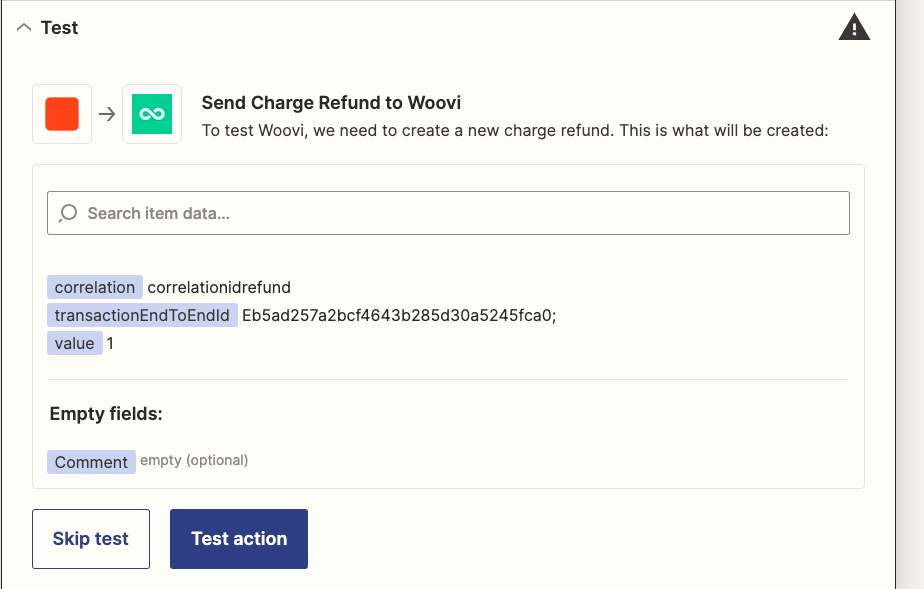 Test
Send Charge Refund to Woovi
To test Woovi, we need to create a new charge refund. This is what will be created:
Search item data...
correlation correlationidrefund
transactionEndToEndId Eb5ad257a2bcf4643b285d30a5245fca0;
value 1
Empty fields:
Comment empty (optional)
Skip test Test action